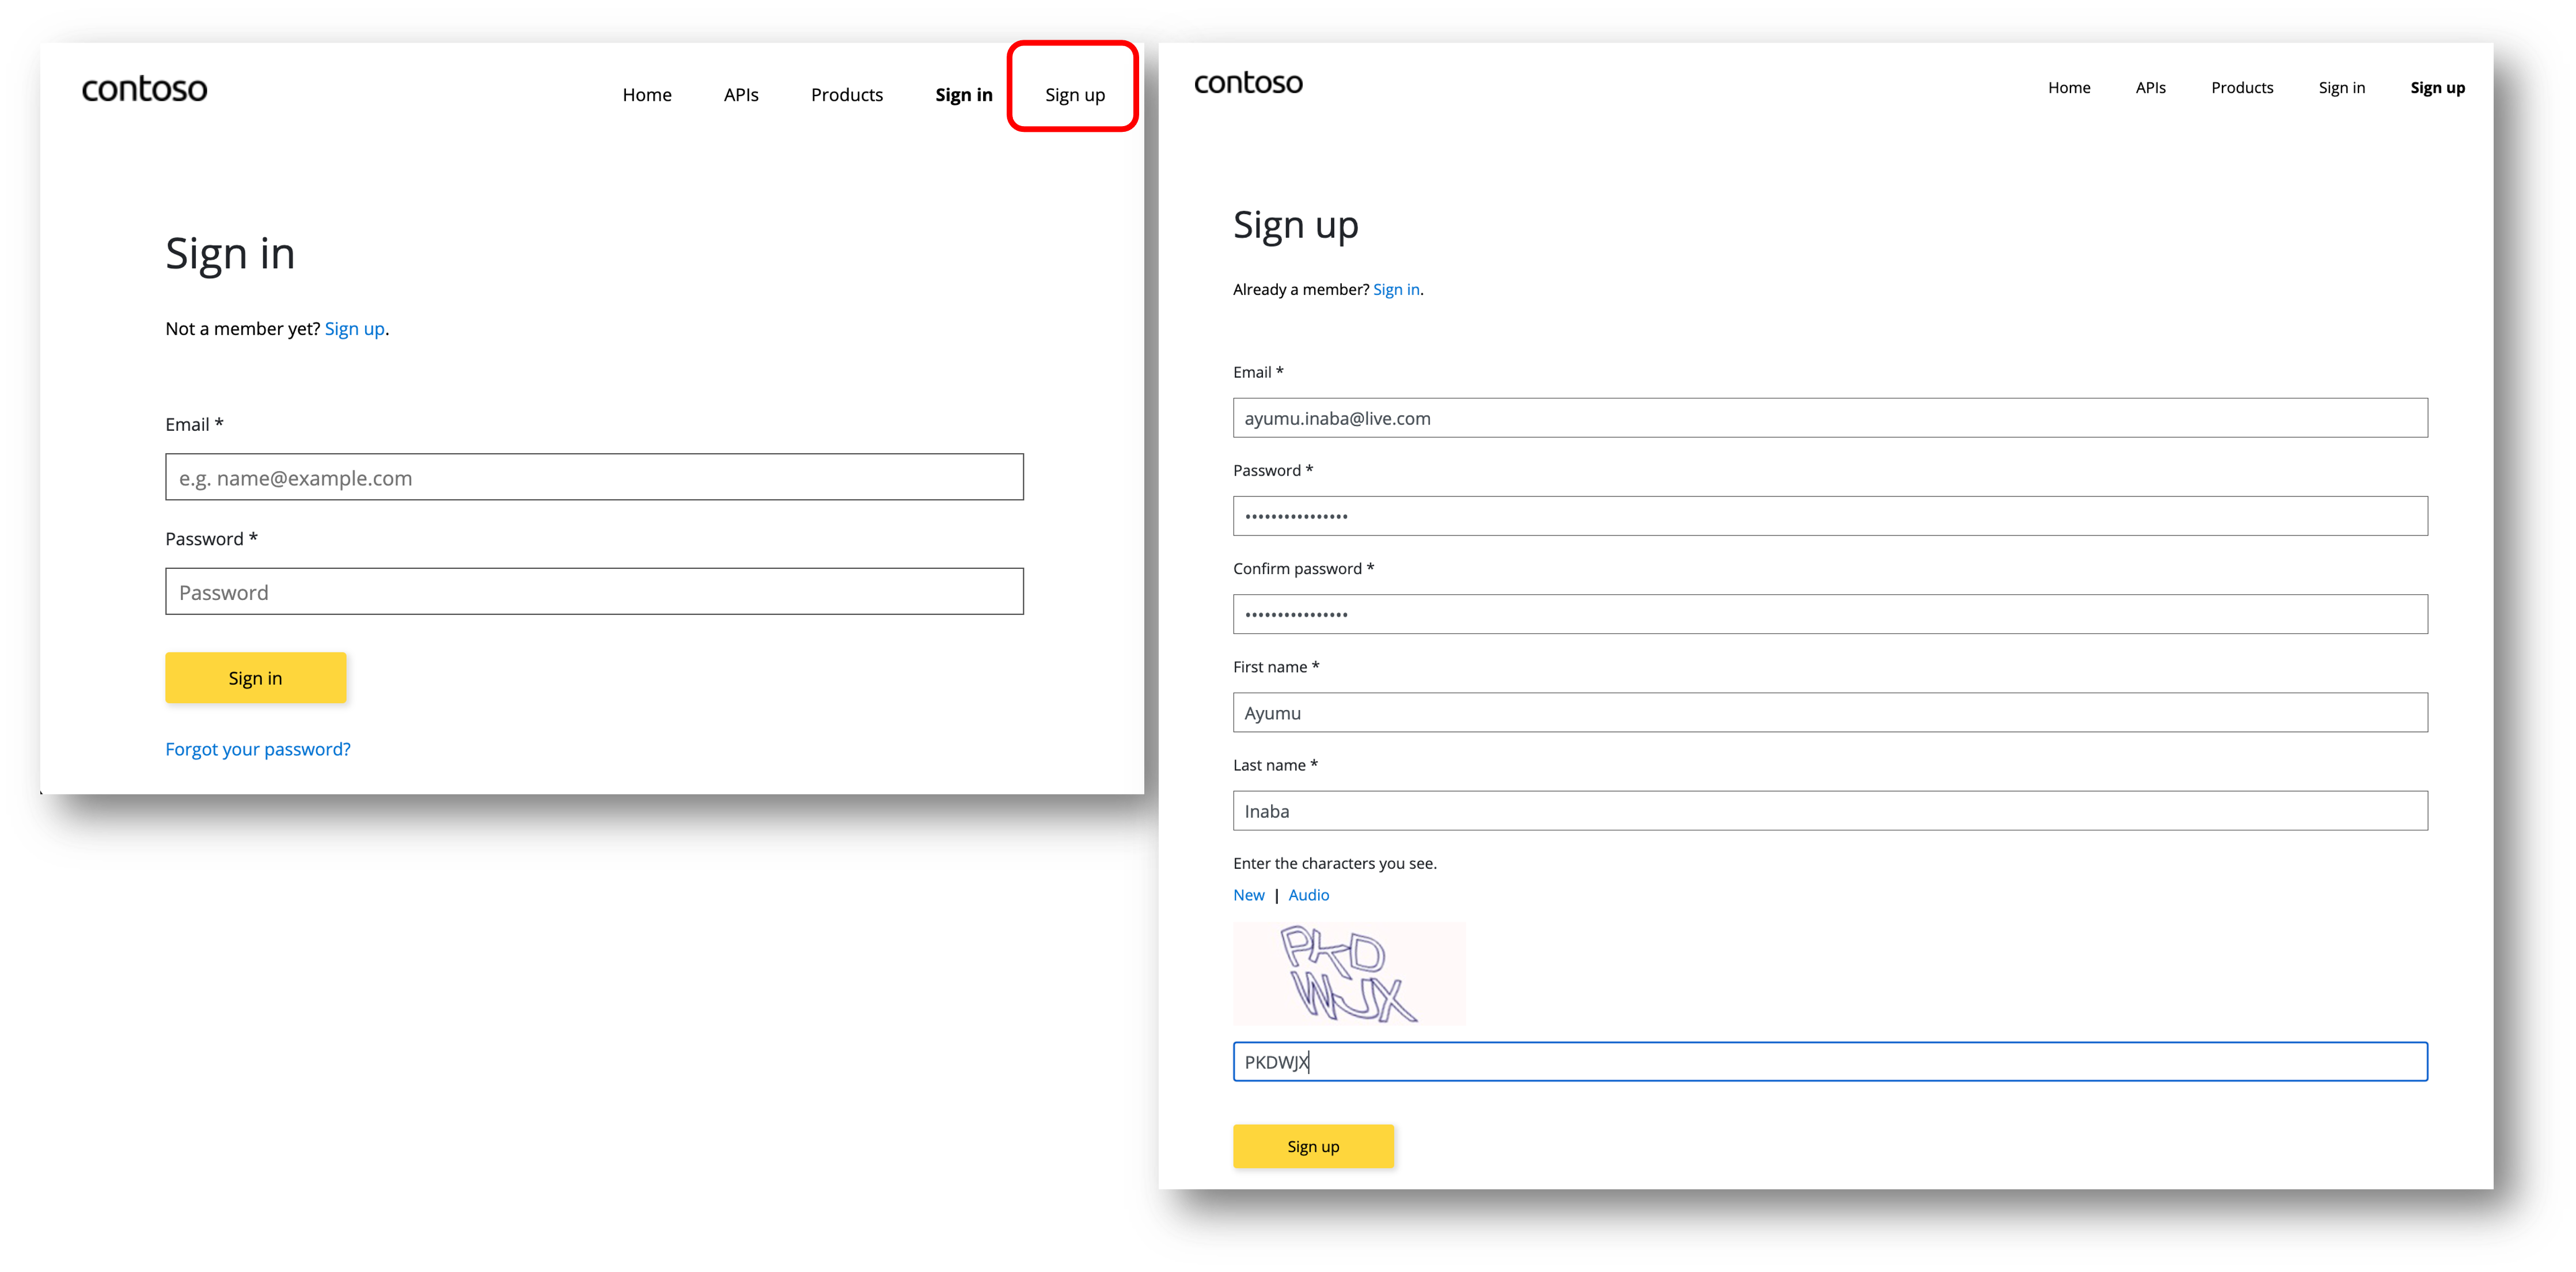 contoso
Home APIs Products Sign in Sign up
Sign in
Not a member yet? Sign up.
Email *
e.g. name@example.com
Password *
Password
Sign in
Forgot your password?
contoso
Home APIs Products Sign in Sign up
Sign up
Already a member? Sign in.
Email *
ayumu.inaba@live.com
Password *
••••••••••••••••
Confirm password *
••••••••••••••••
First name *
Ayumu
Last name *
Inaba
Enter the characters you see.
New | Audio
PKD
WJX
PKDWJX
Sign up